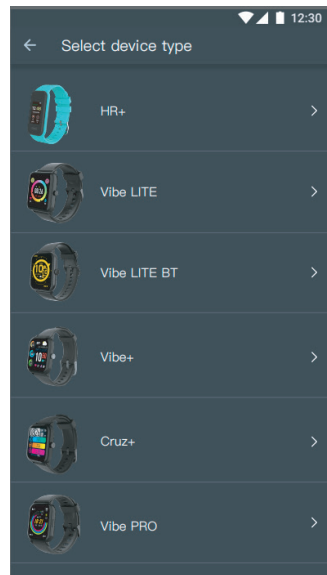 12:30
Select device type
HR+
Vibe LITE
Vibe LITE BT
Vibe+
Cruz+
Vibe PRO